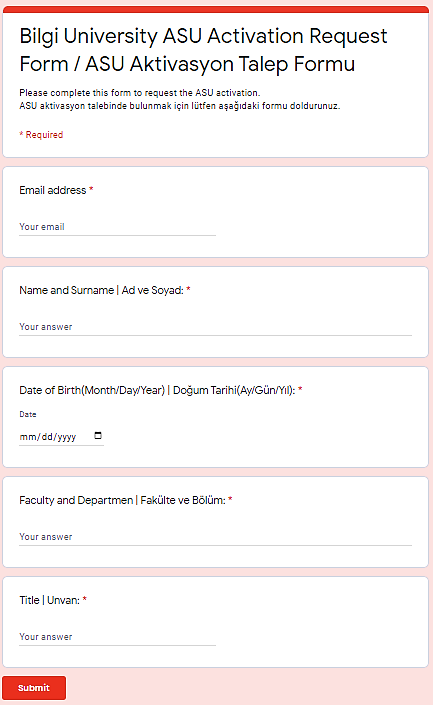 Bilgi University ASU Activation Request
Form / ASU Aktivasyon Talep Formu
Please complete this form to request the ASU activation.
ASU aktivasyon talebinde bulunmak için lütfen aşağıdaki formu doldurunuz.
* Required
Email address *
Your email
Name and Surname | Ad ve Soyad: *
Your answer
Date of Birth(Month/Day/Year) | Doğum Tarihi(Ay/Gün/Yıl): *
Date
mm/dd/yyyy
Faculty and Departmen | Fakülte ve Bölüm: *
Your answer
Title | Unvan: *
Your answer
Submit